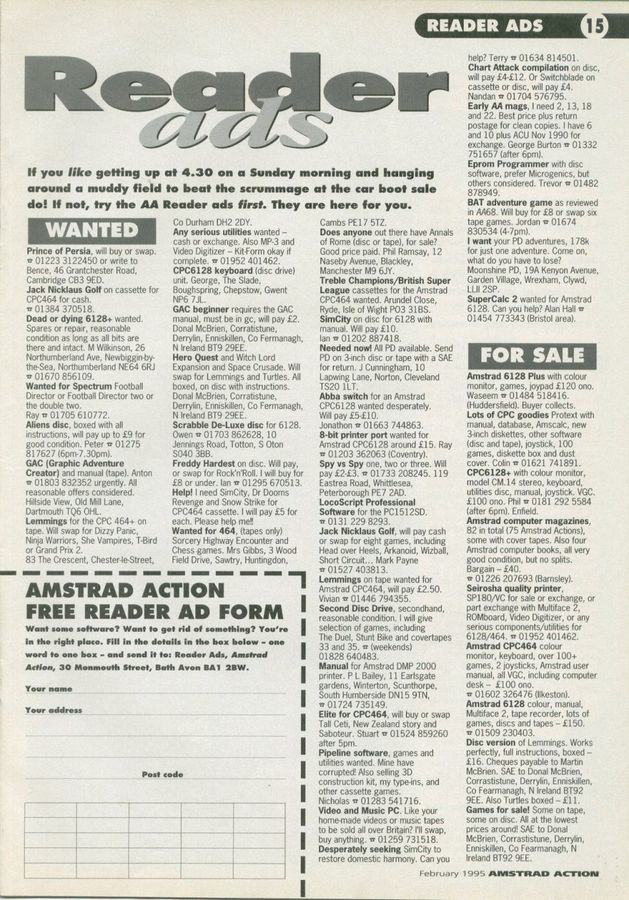 READER ADS 15
Reader
ads
If you like getting up at 4.30 on a Sunday morning and hanging
around a muddy field to beat the scrummage at the car boot sale
do! If not, try the AA Reader ads first. They are here for you.
WANTED
Prince of Persia, will buy or swap.
☎ 01223 3122450 or write to
Bence, 46 Grantchester Road,
Cambridge CB3 9ED.
Jack Nicklaus Golf on cassette for
CPC464 for cash.
☎ 01384 370518.
Dead or dying 6128+ wanted.
Spares or repair, reasonable
condition as long as all bits are
there and intact. M Wilkinson, 26
Northumberland Ave, Newbiggin-by-
the-Sea, Northumberland NE64 6RJ
☎ 01670 856109.
Wanted for Spectrum Football
Director or Football Director two or
the double two.
Ray ☎ 01705 610772.
Aliens disc, boxed with all
instructions, will pay up to £9 for
good condition. Peter ☎ 01275
817627 (6pm-7.30pm).
GAC (Graphic Adventure
Creator) and manual (tape). Anton
☎ 01803 832352 urgently. All
reasonable offers considered.
Hillside View, Old Mill Lane,
Dartmouth TQ6 OHL.
Lemmings for the CPC 464+ on
tape. Will swap for Dizzy Panic,
Ninja Warriors, She Vampires, T-Bird
or Grand Prix 2.
83 The Crescent, Chester-le-Street,
Co Durham DH2 2DY.
Any serious utilities wanted –
cash or exchange. Also MP-3 and
Video Digitizer – Kit-Form okay if
complete. ☎ 01952 401462.
CPC6128 keyboard (disc drive)
unit. George, The Slade,
Boughspring, Chepstow, Gwent
NP6 7JL.
GAC beginner requires the GAC
manual, must be in gc, will pay £2.
Donal McBrien, Corratistune,
Derrylin, Enniskillen, Co Fermanagh,
N Ireland BT9 29EE.
Hero Quest and Witch Lord
Expansion and Space Crusade. Will
swap for Lemmings and Turtles. All
boxed, on disc with instructions.
Donal McBrien, Corratistune,
Derrylin, Enniskillen, Co Fermanagh,
N Ireland BT9 29EE.
Scrabble De-Luxe disc for 6128.
Owen ☎ 01703 862628, 10
Jennings Road, Totton, S Oton
SO40 3BB.
Freddy Hardest on disc. Will pay,
or swap for Rock'n'Roll. I will buy for
£8 or under. Ian ☎ 01295 670513.
Help! I need SimCity, Dr Dooms
Revenge and Snow Strike for
CPC464 cassette. I will pay £5 for
each. Please help me!!
Wanted for 464, (tapes only)
Sorcery Highway Encounter and
Chess games. Mrs Gibbs, 3 Wood
Field Drive, Sawtry, Huntingdon,
Cambs PE17 5TZ.
Does anyone out there have Annals
of Rome (disc or tape), for sale?
Good price paid. Phil Ramsay, 12
Naseby Avenue, Blackley,
Manchester M9 6JY.
Treble Champions/British Super
League cassettes for the Amstrad
CPC464 wanted. Arundel Close,
Ryde, Isle of Wight PO3 31BS.
SimCity on disc for 6128 with
manual. Will pay £10.
Ian ☎ 01202 887418.
Needed now! All PD available. Send
PD on 3-inch disc or tape with a SAE
for return. J Cunningham, 10
Lapwing Lane, Norton, Cleveland
TS20 1LT.
Abba switch for an Amstrad
CPC6128 wanted desperately.
Will pay £5-£10.
Jonathon ☎ 01663 744863.
8-bit printer port wanted for
Amstrad CPC6128 around £15. Ray
☎ 01203 362063 (Coventry).
Spy vs Spy one, two or three. Will
pay £2-£3. ☎ 01733 208245. 119
Eastrea Road, Whittlesea,
Peterborough PE7 2AD.
LocoScript Professional
Software for the PC1512SD.
☎ 0131 229 8293.
Jack Nicklaus Golf, will pay cash
or swap for eight games, including
Head over Heels, Arkanoid, Wizball,
Short Circuit... Mark Payne
☎ 01527 403813.
Lemmings on tape wanted for
Amstrad CPC464, will pay £2.50.
Vivian ☎ 01446 794355.
Second Disc Drive, secondhand,
reasonable condition. I will give
selection of games, including
The Duel, Stunt Bike and covertapes
33 and 35. ☎ (weekends)
01828 640483.
Manual for Amstrad DMP 2000
printer. P L Bailey, 11 Earlsgate
gardens, Winterton, Scunthorpe,
South Humberside DN15 9TN,
☎ 01724 735149.
Elite for CPC464, will buy or swap
Tall Ceti, New Zealand story and
Saboteur. Stuart ☎ 01524 859260
after 5pm.
Pipeline software, games and
utilities wanted. Mine have
corrupted! Also selling 3D
construction kit, my type-ins, and
other cassette games.
Nicholas ☎ 01283 541716.
Video and Music PC. Like your
home-made videos or music tapes
to be sold all over Britain? I'll swap,
buy anything. ☎ 01259 731518.
Desperately seeking SimCity to
restore domestic harmony. Can you
help? Terry ☎ 01634 814501.
Chart Attack compilation on disc,
will pay £4-£12. Or Switchblade on
cassette or disc, will pay £4.
Nandan ☎ 01704 576795.
Early AA mags, I need 2, 13, 18
and 22. Best price plus return
postage for clean copies. I have 6
and 10 plus ACU Nov 1990 for
exchange. George Burton ☎ 01332
751657 (after 6pm).
Eprom Programmer with disc
software, prefer Microgenics, but
others considered. Trevor ☎ 01482
878949.
BAT adventure game as reviewed
in AA68. Will buy for £8 or swap six
tape games. Jordan ☎ 01674
830534 (4-7pm).
I want your PD adventures, 178k
for just one adventure. Come on,
what do you have to lose?
Moonshine PD, 19A Kenyon Avenue,
Garden Village, Wrexham, Clwyd,
LL11 2SP.
SuperCalc 2 wanted for Amstrad
6128. Can you help? Alan Hall ☎
01454 773343 (Bristol area).
FOR SALE
Amstrad 6128 Plus with colour
monitor, games, joypad £120 ono.
Waseem ☎ 01484 518416.
(Huddersfield). Buyer collects.
Lots of CPC goodies Protext with
manual, database, Amscalc, new
3-inch diskettes, other software
(disc and tape), joystick, 100
games, diskette box and dust
cover. Colin ☎ 01621 741891.
CPC6128+ with colour monitor,
model CM.14 stereo, keyboard,
utilities disc, manual, joystick. VGC.
£100 ono. Phil ☎ 0181 292 5584
(after 6pm). Enfield.
Amstrad computer magazines,
82 in total (75 Amstrad Actions),
some with cover tapes. Also four
Amstrad computer books, all very
good condition, but no splits.
Bargain – £40.
☎ 01226 207693 (Barnsley).
Seirosha quality printer,
SP180/VC for sale or exchange, or
part exchange with Multiface 2,
ROMboard, Video Digitizer, or any
serious components/utilities for
6128/464. ☎ 01952 401462.
Amstrad CPC464 colour
monitor, keyboard, over 100+
games, 2 joysticks, Amstrad user
manual, all VGC, including computer
desk – £100 ono.
☎ 01602 326476 (Ilkeston).
Amstrad 6128 colour, manual,
Multiface 2, tape recorder, lots of
games, discs and tapes – £150.
☎ 01509 230403.
Disc version of Lemmings. Works
perfectly, full instructions, boxed –
£16. Cheques payable to Martin
McBrien. SAE to Donal McBrien,
Corrastistune, Derrylin, Enniskillen,
Co Fearmanagh, N Ireland BT92
9EE. Also Turtles boxed – £11.
Games for sale! Some on tape,
some on disc. All at the lowest
prices around! SAE to Donal
McBrien, Corrastistune, Derrylin,
Enniskillen, Co Fearmanagh, N
Ireland BT92 9EE.
AMSTRAD ACTION
FREE READER AD FORM
Want some software? Want to get rid of something? You're
in the right place. Fill in the details in the box below – one
word to one box – and send it to: Reader Ads, Amstrad
Action, 30 Monmouth Street, Bath Avon BA1 2BW.
Your name
Your address
Post code
February 1995 AMSTRAD ACTION